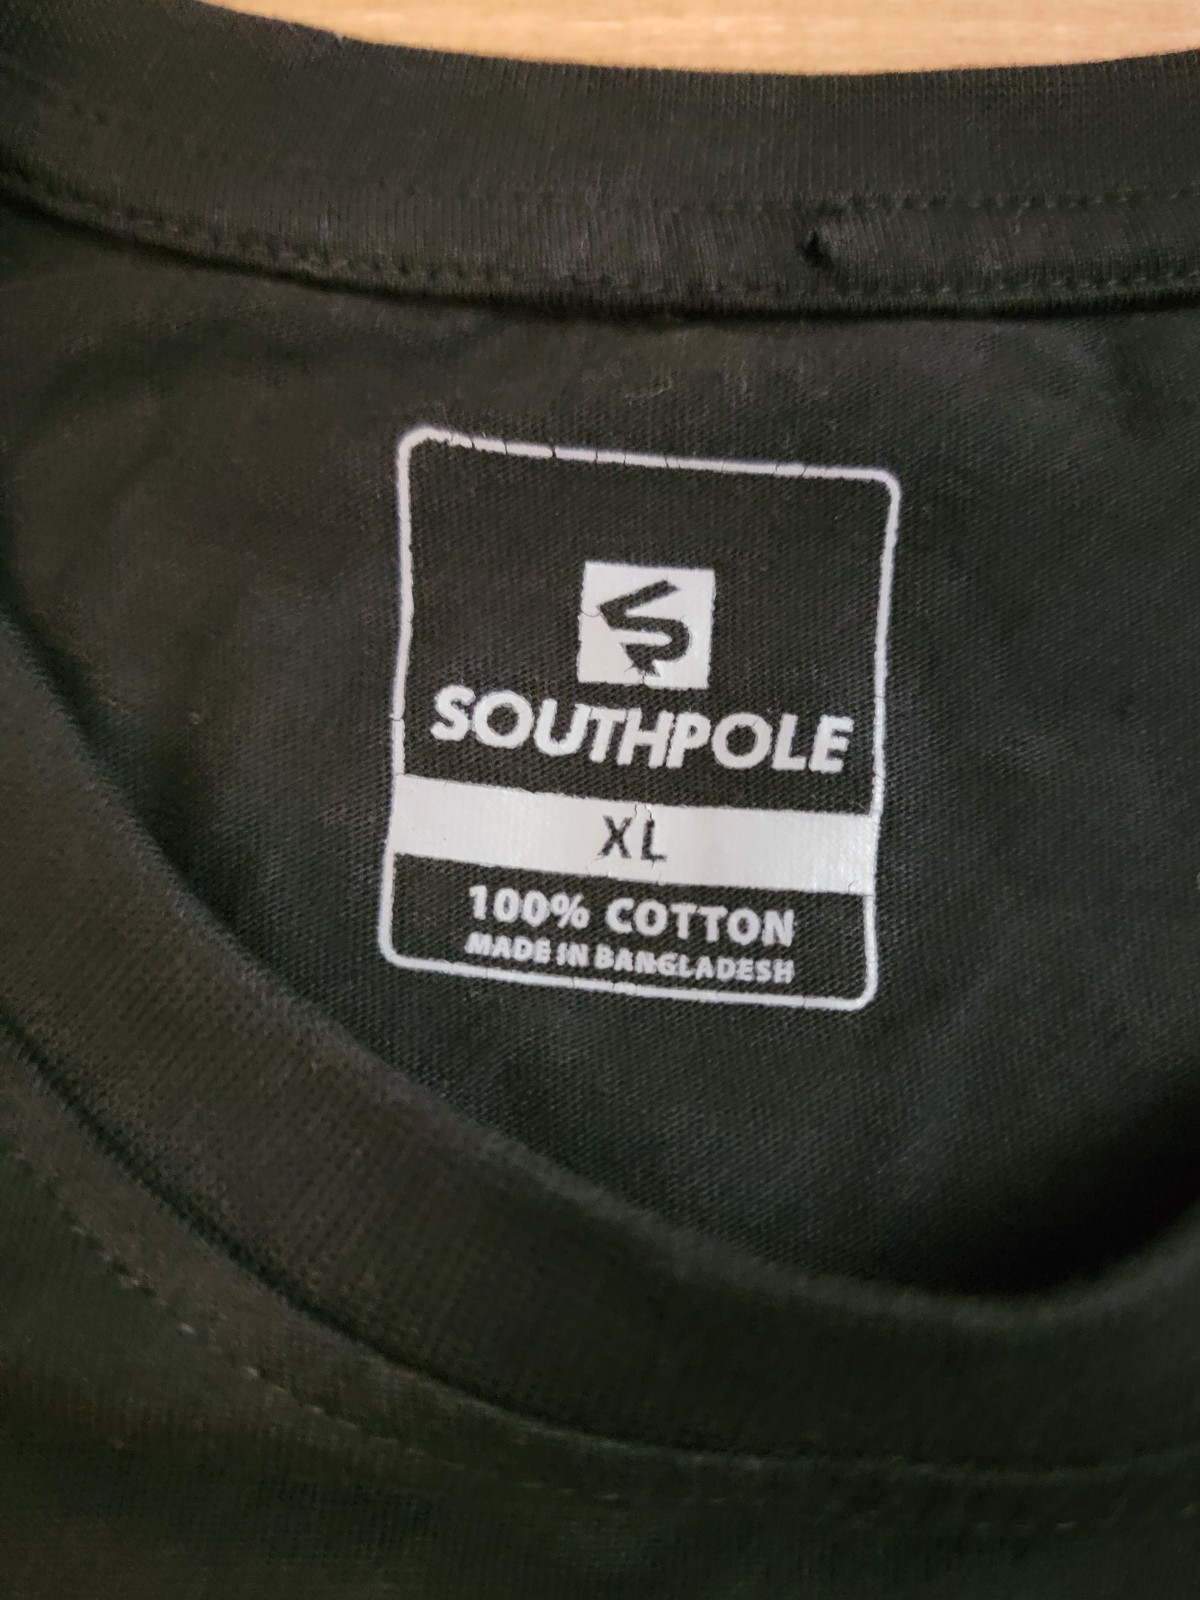 SOUTHPOLE
XL
100% COTTON
MADE IN BANGLADESH